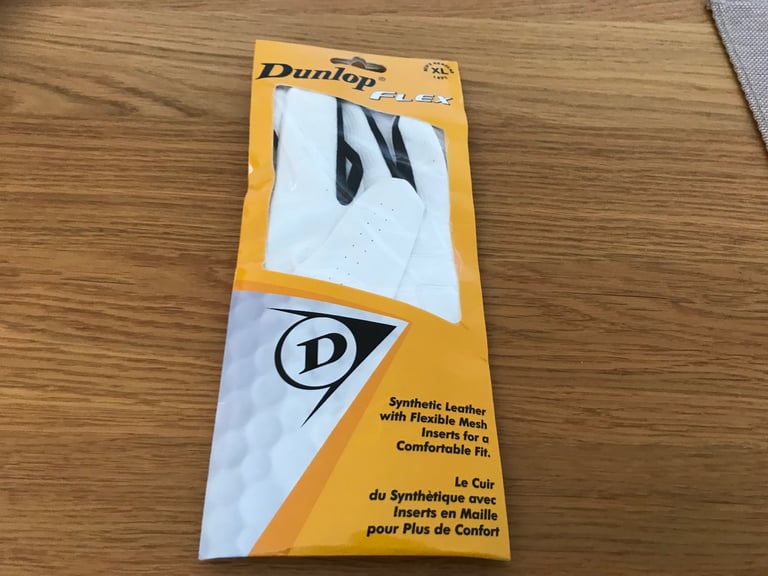 Dunlop®
FLEX
XL
D
Synthetic Leather
with Flexible Mesh
Inserts for a
Comfortable Fit.
Le Cuir
du Synthètique avec
Inserts en Maille
pour Plus de Confort